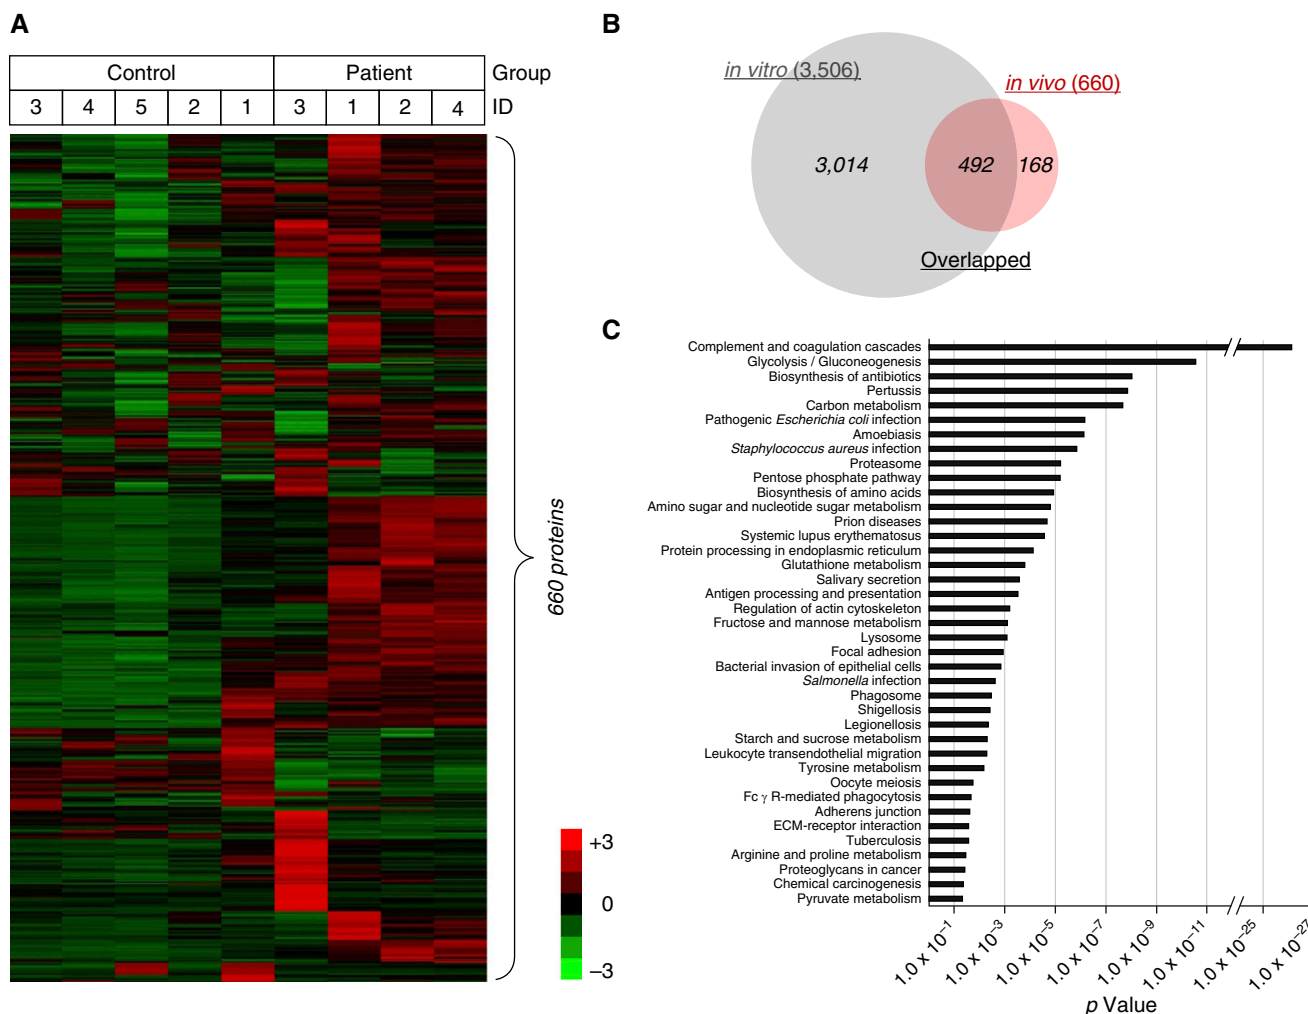 A
Control Patient Group
3 4 5 2 1 3 1 2 4 ID
660 proteins
+3
0
–3
B
in vitro (3,506)
in vivo (660)
3,014 492 168
Overlapped
C
Complement and coagulation cascades
Glycolysis / Gluconeogenesis
Biosynthesis of antibiotics
Pertussis
Carbon metabolism
Pathogenic Escherichia coli infection
Amoebiasis
Staphylococcus aureus infection
Proteasome
Pentose phosphate pathway
Biosynthesis of amino acids
Amino sugar and nucleotide sugar metabolism
Prion diseases
Systemic lupus erythematosus
Protein processing in endoplasmic reticulum
Glutathione metabolism
Salivary secretion
Antigen processing and presentation
Regulation of actin cytoskeleton
Fructose and mannose metabolism
Lysosome
Focal adhesion
Bacterial invasion of epithelial cells
Salmonella infection
Phagosome
Shigellosis
Legionellosis
Starch and sucrose metabolism
Leukocyte transendothelial migration
Tyrosine metabolism
Oocyte meiosis
Fc γ R-mediated phagocytosis
Adherens junction
ECM-receptor interaction
Tuberculosis
Arginine and proline metabolism
Proteoglycans in cancer
Chemical carcinogenesis
Pyruvate metabolism
1.0 x 10⁻¹ 1.0 x 10⁻³ 1.0 x 10⁻⁵ 1.0 x 10⁻⁷ 1.0 x 10⁻⁹ 1.0 x 10⁻¹¹ 1.0 x 10⁻²⁵ 1.0 x 10⁻²⁷
p Value